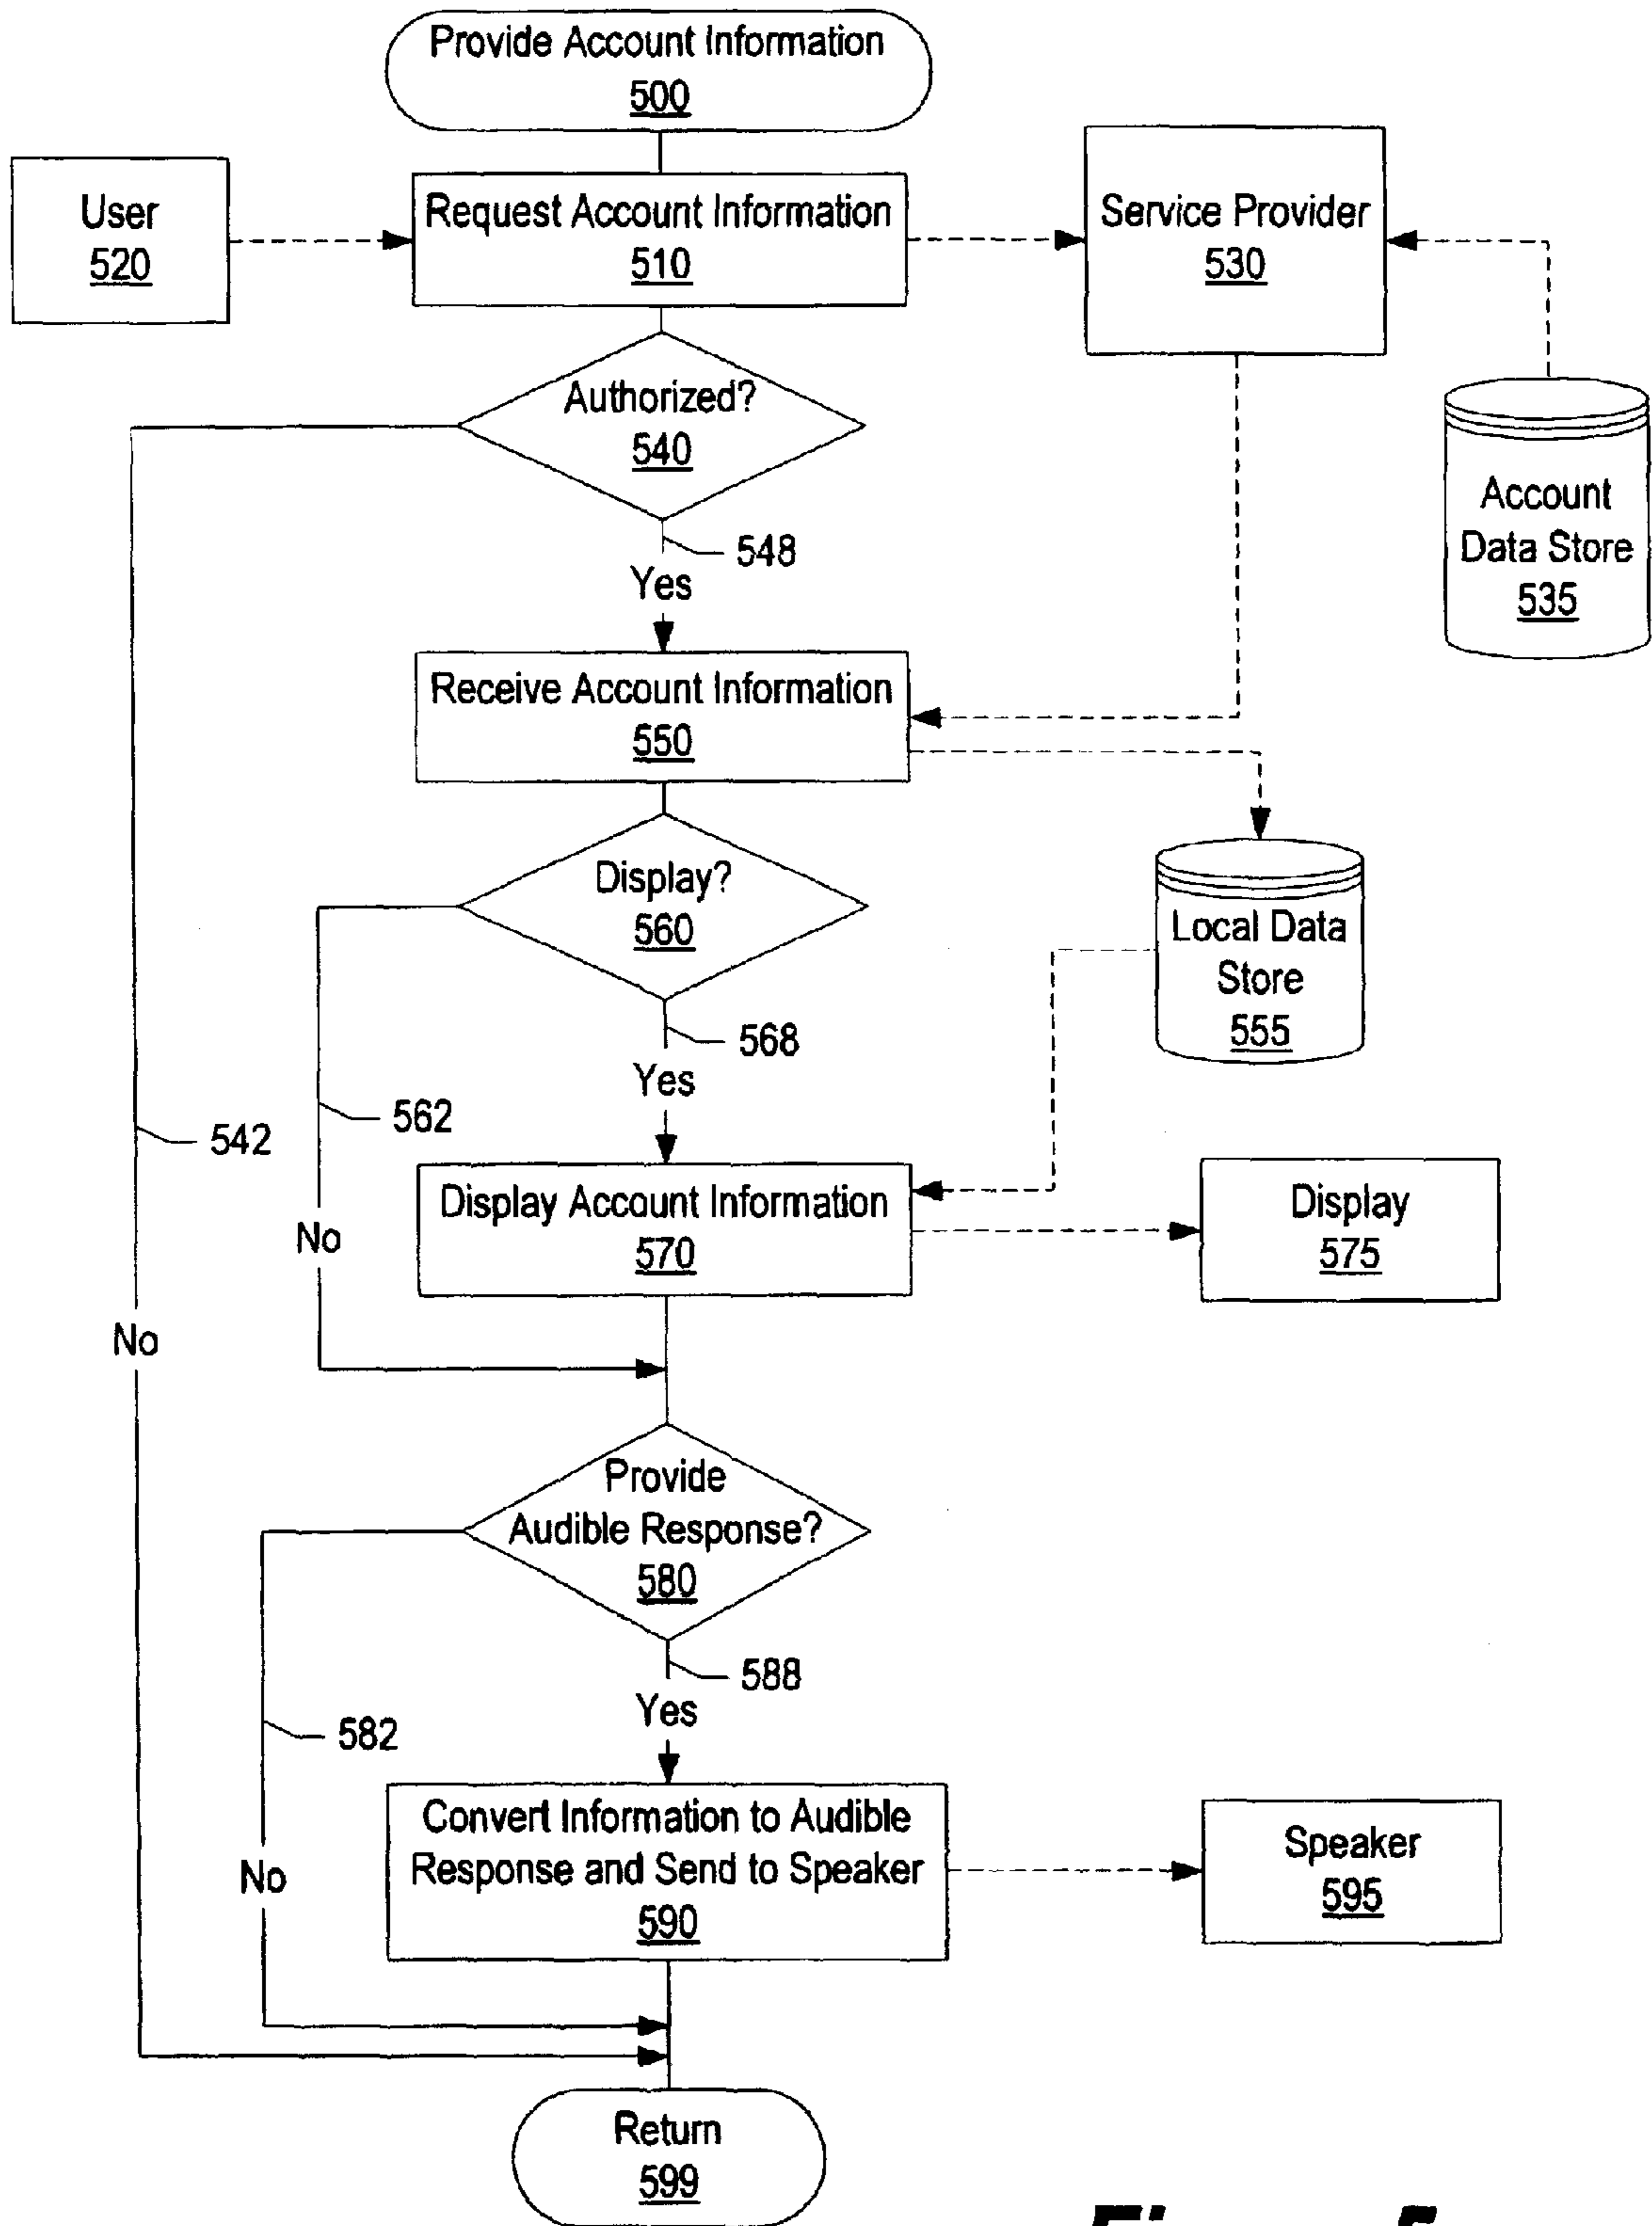 Provide Account Information
500
User
520
Request Account Information
510
Service Provider
530
Authorized?
540
Account
Data Store
535
548
Yes
Receive Account Information
550
Display?
560
Local Data
Store
555
568
Yes
562
542
Display Account Information
570
Display
575
No
No
Provide
Audible Response?
580
588
Yes
582
Convert Information to Audible
Response and Send to Speaker
590
Speaker
595
No
Return
599